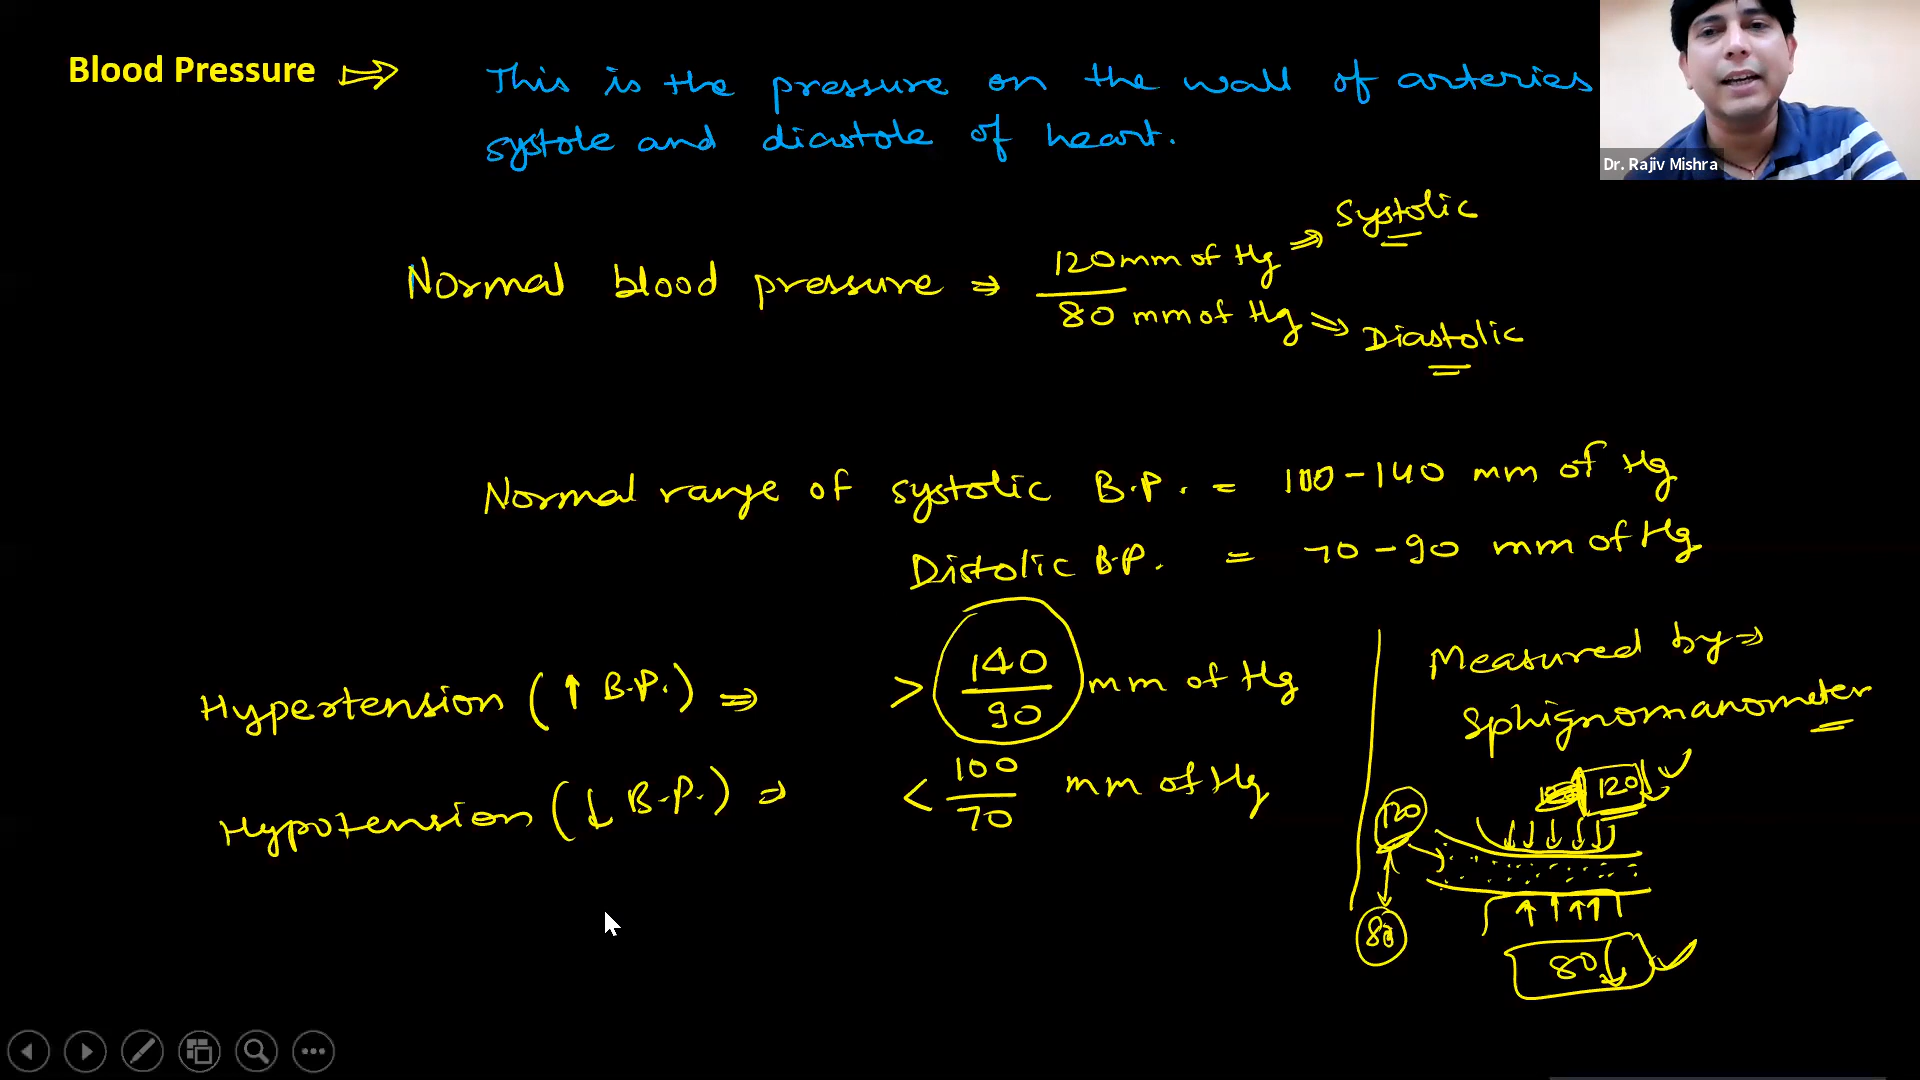 Blood Pressure ⇒ This is the pressure on the wall of arteries
systole and diastole of heart.
Dr. Rajiv Mishra
Normal blood pressure ⇒ 120 mm of Hg ⇒ Systolic
80 mm of Hg ⇒ Diastolic
Normal range of systolic B.P. = 100-140 mm of Hg
Distolic B.P. = 70-90 mm of Hg
Hypertension (↑ B.P.) ⇒ > 140/90 mm of Hg
Hypotension (↓ B.P.) ⇒ < 100/70 mm of Hg
Measured by ⇒
Sphignomanometer
120↓
120
80
80↓